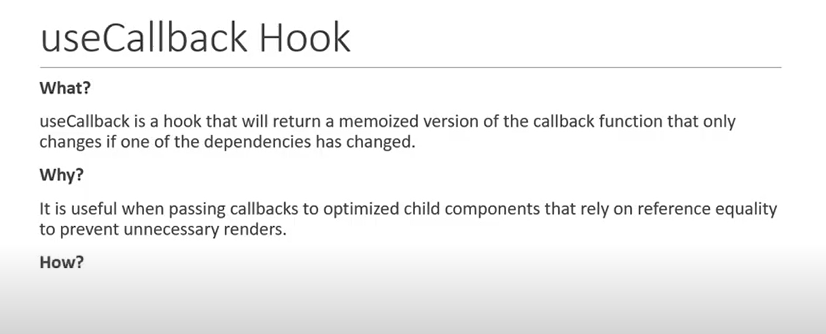 useCallback Hook
What?
useCallback is a hook that will return a memoized version of the callback function that only
changes if one of the dependencies has changed.
Why?
It is useful when passing callbacks to optimized child components that rely on reference equality
to prevent unnecessary renders.
How?